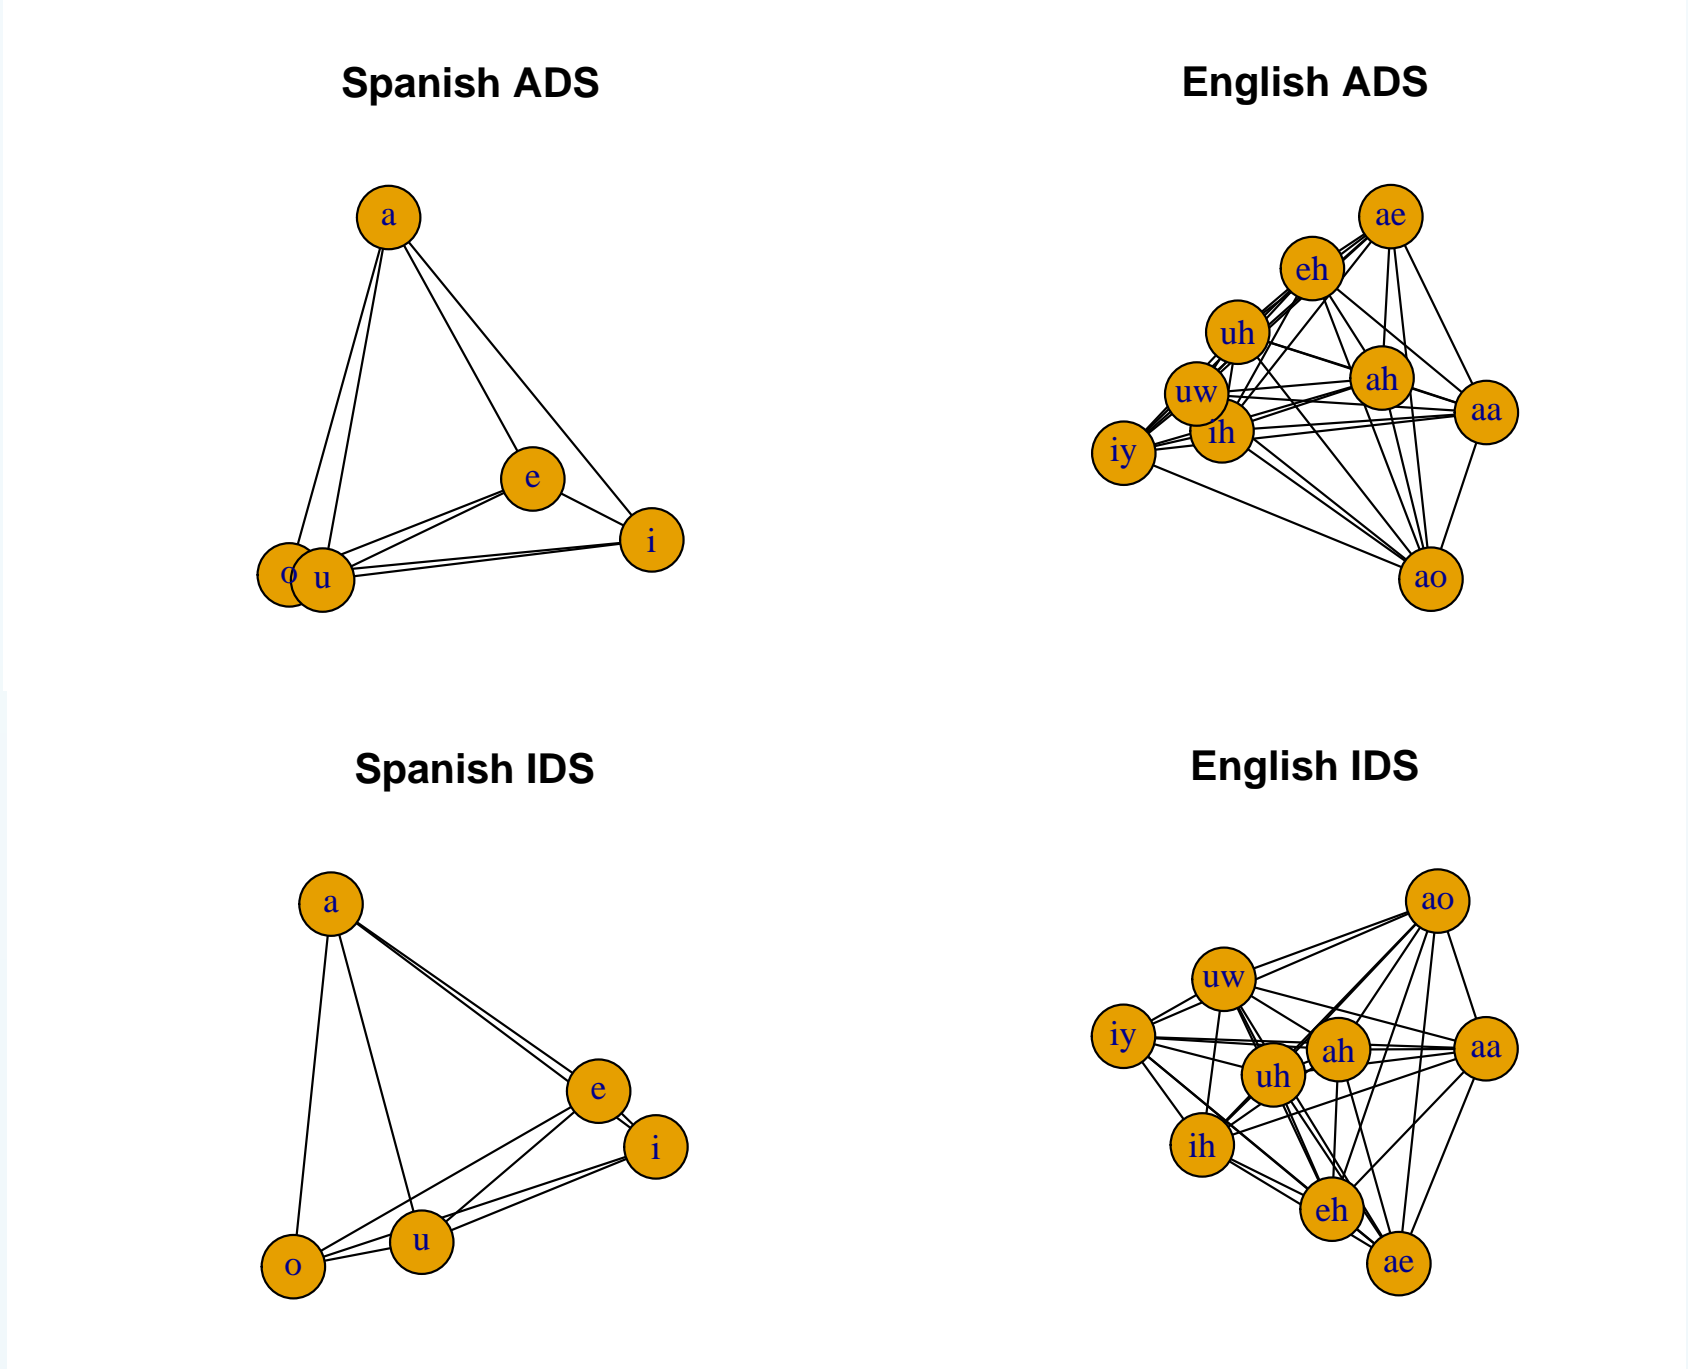 Spanish ADS
a
e
i
o
u
English ADS
ae
eh
uh
ah
uw
aa
ih
iy
ao
Spanish IDS
a
e
i
u
o
English IDS
ao
uw
iy
ah
aa
uh
ih
eh
ae